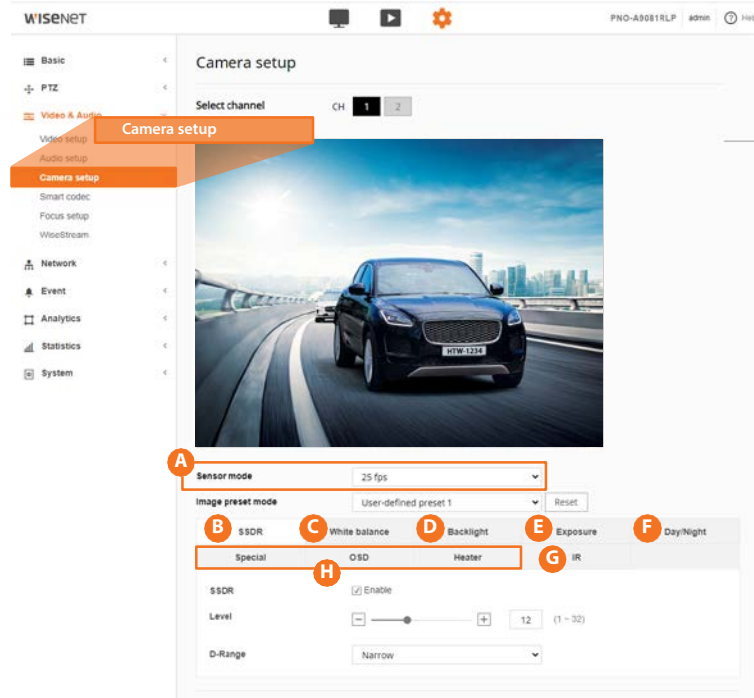 WISENET
PNO-A9081RLP admin ? Help
Basic
PTZ
Video & Audio
Camera setup
Video setup
Audio setup
Camera setup
Smart codec
Focus setup
WiseStream
Network
Event
Analytics
Statistics
System
Camera setup
Select channel CH 1 2
HTW-1234
A
Sensor mode 25 fps
Image preset mode User-defined preset 1 Reset
B SSDR C White balance D Backlight E Exposure F Day/Night
Special OSD Heater G IR
H
SSDR Enable
Level 12 (1 ~ 32)
D-Range Narrow